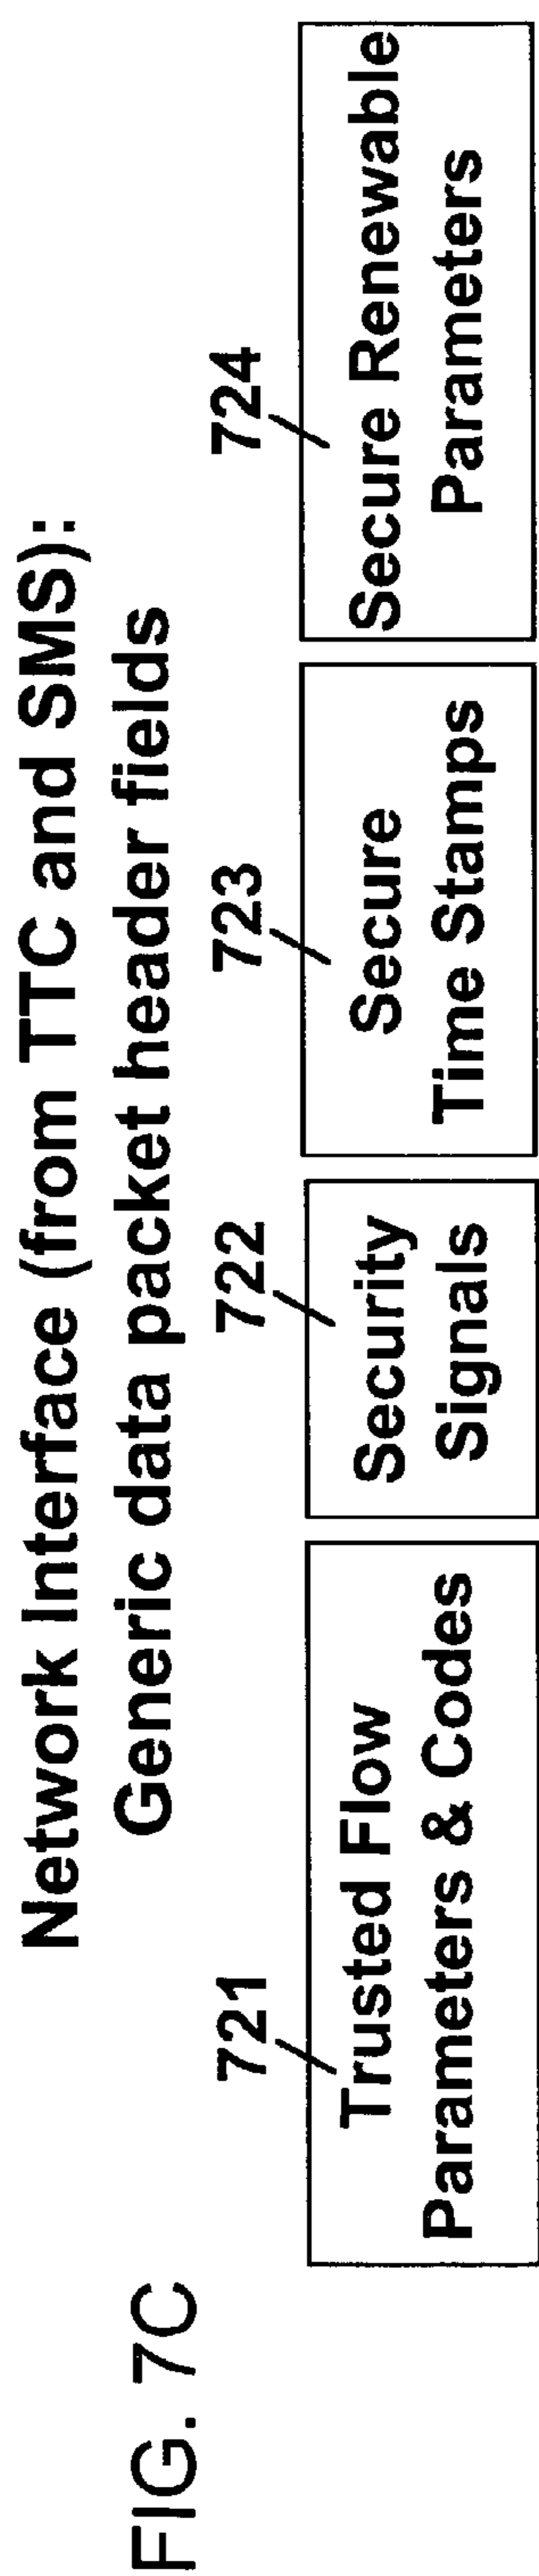 FIG. 7C
Network Interface (from TTC and SMS):
Generic data packet header fields
721
Trusted Flow
Parameters & Codes
722
Security
Signals
723
Secure
Time Stamps
724
Secure Renewable
Parameters